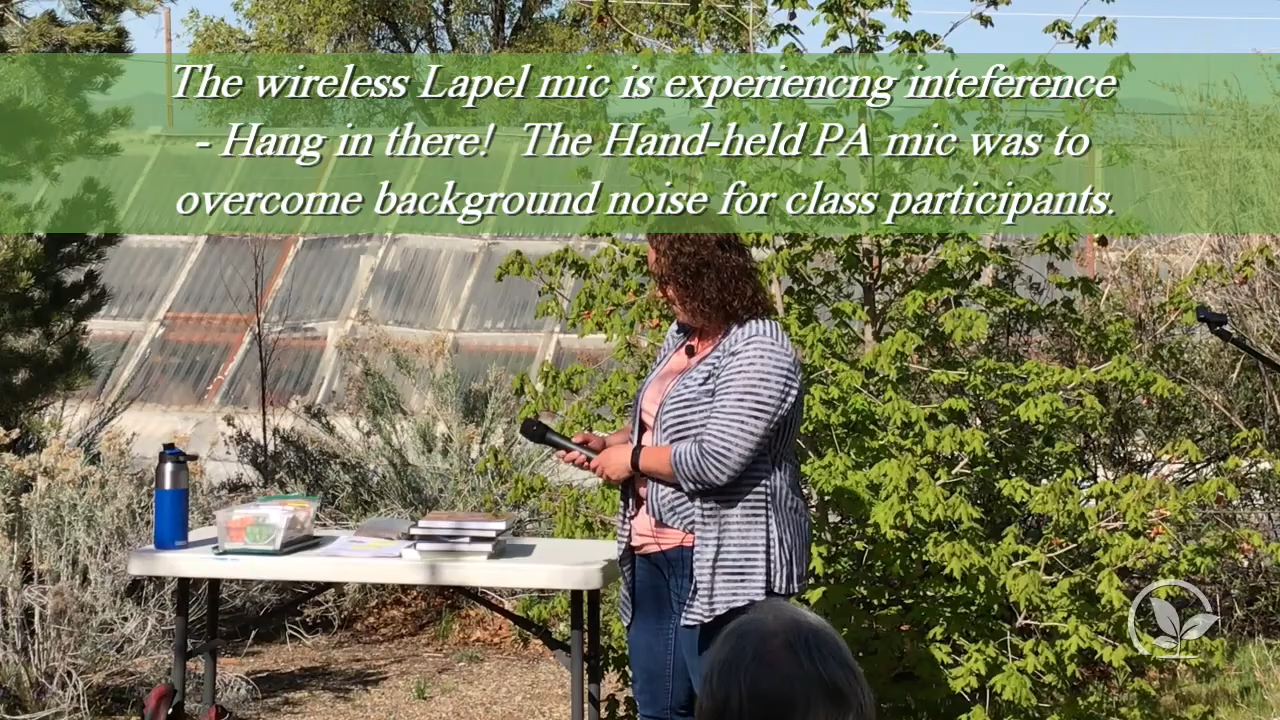 The wireless Lapel mic is experiencng inteference
- Hang in there!  The Hand-held PA mic was to
overcome background noise for class participants.